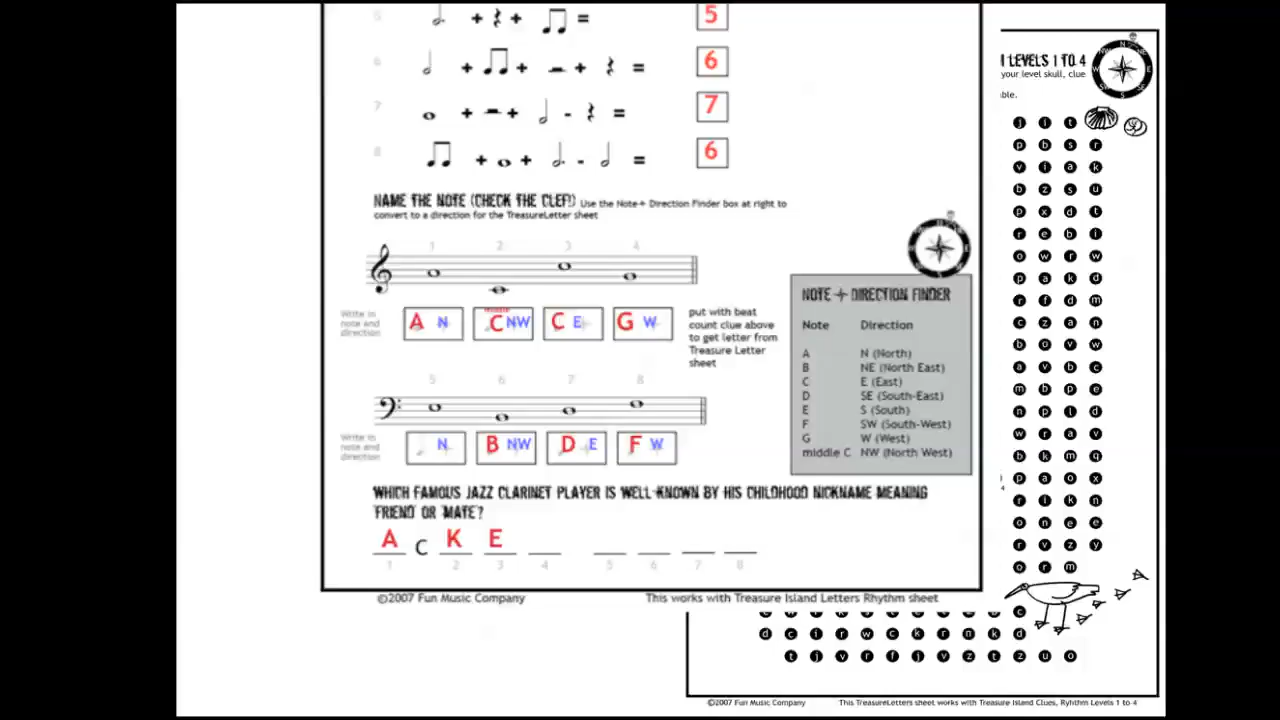 5 + + = 5
6 + + + = 6
7 + + - = 7
8 + + - = 6
NAME THE NOTE (CHECK THE CLEF!) Use the Note+ Direction Finder box at right to
convert to a direction for the TreasureLetter sheet
1 2 3 4
Write in
note and
direction
A N
middle
C NW
C E
G W
put with beat
count clue above
to get letter from
Treasure Letter
sheet
5 6 7 8
Write in
note and
direction
N
B NW
D E
F W
NOTE + DIRECTION FINDER
Note Direction
A N (North)
B NE (North East)
C E (East)
D SE (South-East)
E S (South)
F SW (South-West)
G W (West)
middle C NW (North West)
WHICH FAMOUS JAZZ CLARINET PLAYER IS WELL-KNOWN BY HIS CHILDHOOD NICKNAME MEANING
'FRIEND' OR 'MATE'?
A C K E
1 2 3 4 5 6 7 8
©2007 Fun Music Company This works with Treasure Island Letters Rhythm sheet
LEVELS 1 TO 4
your level skull, clue
ble.
j i t
p b s r
v i a k
b z s u
p x d t
r e b i
o w r w
p a k d
r f d m
c z a n
b o v w
a v b c
m b p e
n p l d
w r a v
b k m q
p a o x
r i k n
o n e e
r v z y
o r m
c
d c i r w c k r n k d
t j v r f j v z t z u o
©2007 Fun Music Company This TreasureLetters sheet works with Treasure Island Clues, Ryhthm Levels 1 to 4